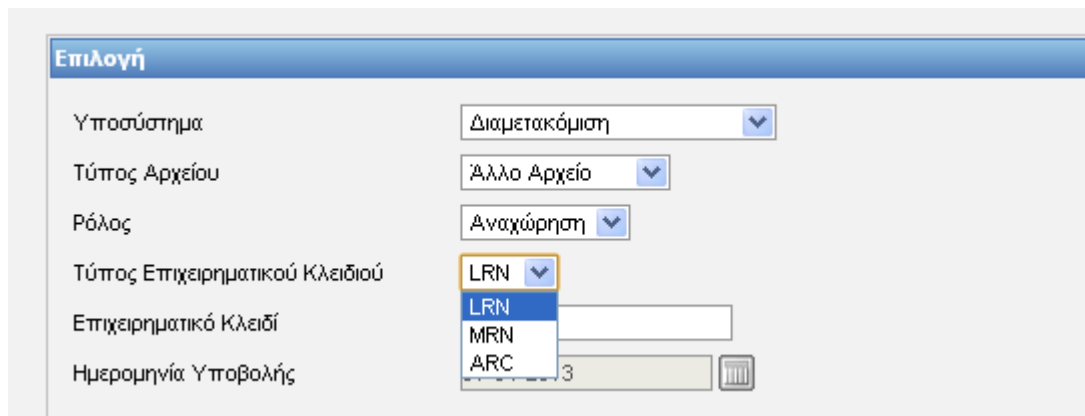 Επιλογή
Υποσύστημα Διαμετακόμιση
Τύπος Αρχείου Άλλο Αρχείο
Ρόλος Αναχώρηση
Τύπος Επιχειρηματικού Κλειδιού LRN
LRN
Επιχειρηματικό Κλειδί
MRN
ARC
Ημερομηνία Υποβολής